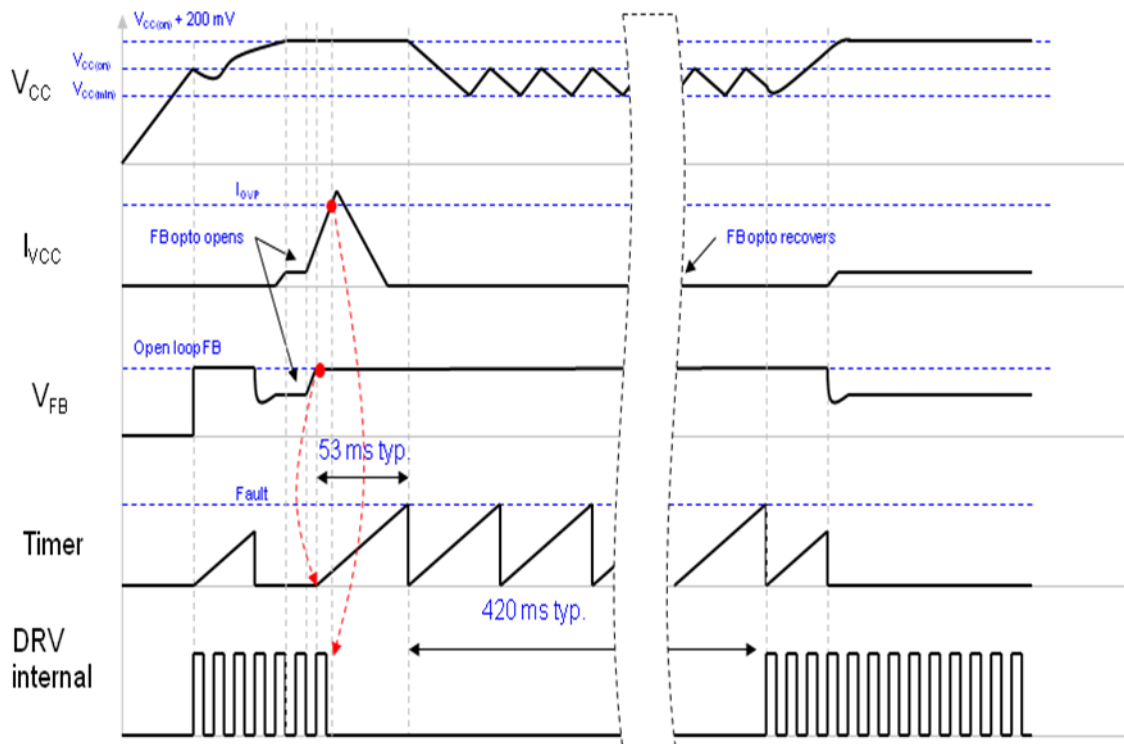 VCC(on) + 200 mV
VCC(on)
VCC
VCC(min)
IOVP
FB opto opens
FB opto recovers
IVCC
Open loop FB
VFB
53 ms typ.
Fault
Timer
420 ms typ.
DRV
internal